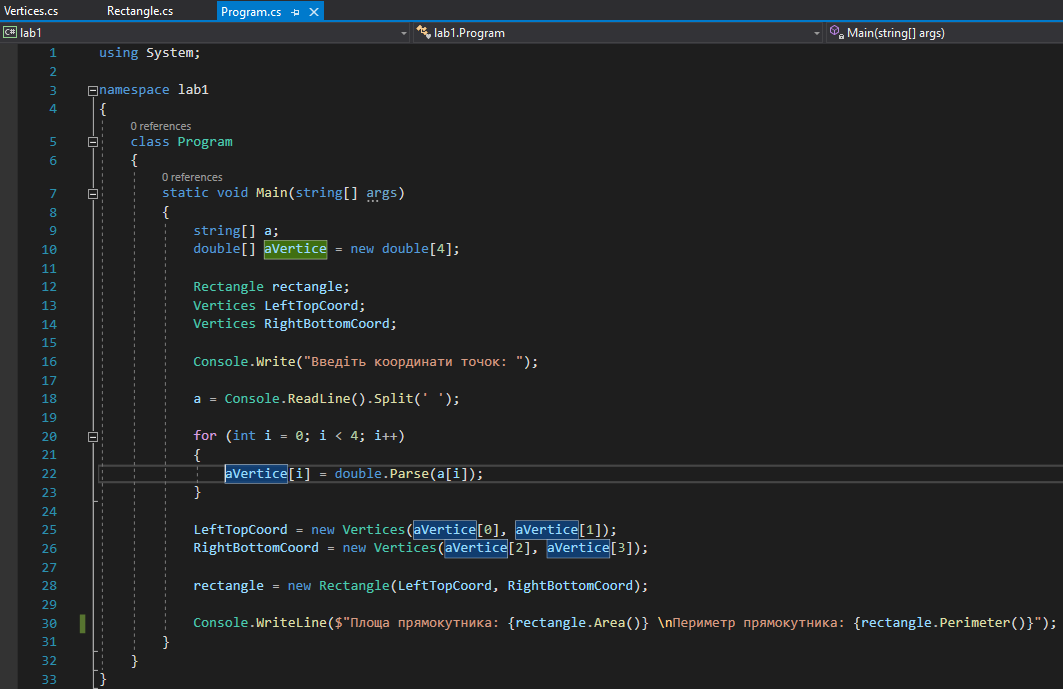 Vertices.cs Rectangle.cs Program.cs
C# lab1 lab1.Program Main(string[] args)
1 using System;
2
3 namespace lab1
4 {
0 references
5 class Program
6 {
0 references
7 static void Main(string[] args)
8 {
9 string[] a;
10 double[] aVertice = new double[4];
11
12 Rectangle rectangle;
13 Vertices LeftTopCoord;
14 Vertices RightBottomCoord;
15
16 Console.Write("Введіть координати точок: ");
17
18 a = Console.ReadLine().Split(' ');
19
20 for (int i = 0; i < 4; i++)
21 {
22 aVertice[i] = double.Parse(a[i]);
23 }
24
25 LeftTopCoord = new Vertices(aVertice[0], aVertice[1]);
26 RightBottomCoord = new Vertices(aVertice[2], aVertice[3]);
27
28 rectangle = new Rectangle(LeftTopCoord, RightBottomCoord);
29
30 Console.WriteLine($"Площа прямокутника: {rectangle.Area()} \nПериметр прямокутника: {rectangle.Perimeter()}");
31 }
32 }
33 }